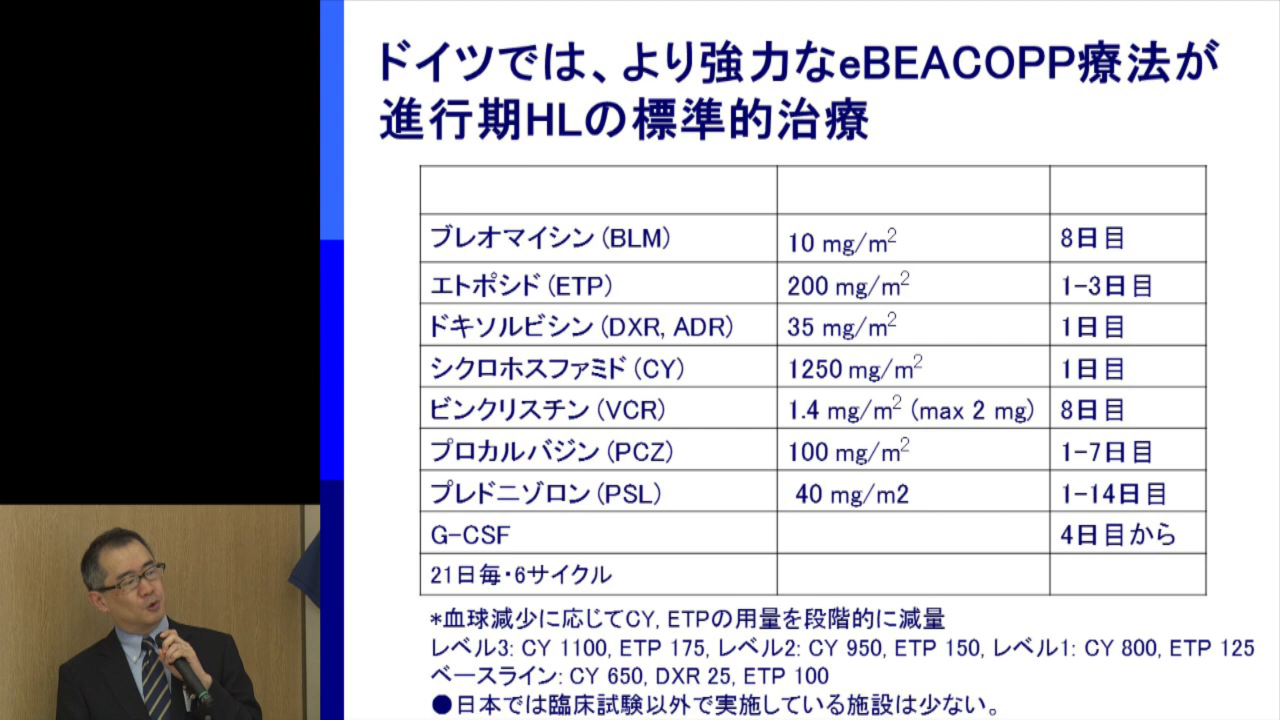 ドイツでは、より強力なeBEACOPP療法が
進行期HLの標準的治療
ブレオマイシン (BLM) 10 mg/m² 8日目
エトポシド (ETP) 200 mg/m² 1-3日目
ドキソルビシン (DXR, ADR) 35 mg/m² 1日目
シクロホスファミド (CY) 1250 mg/m² 1日目
ビンクリスチン (VCR) 1.4 mg/m² (max 2 mg) 8日目
プロカルバジン (PCZ) 100 mg/m² 1-7日目
プレドニゾロン (PSL) 40 mg/m2 1-14日目
G-CSF 4日目から
21日毎・6サイクル
*血球減少に応じてCY, ETPの用量を段階的に減量
レベル3: CY 1100, ETP 175, レベル2: CY 950, ETP 150, レベル1: CY 800, ETP 125
ベースライン: CY 650, DXR 25, ETP 100
●日本では臨床試験以外で実施している施設は少ない。